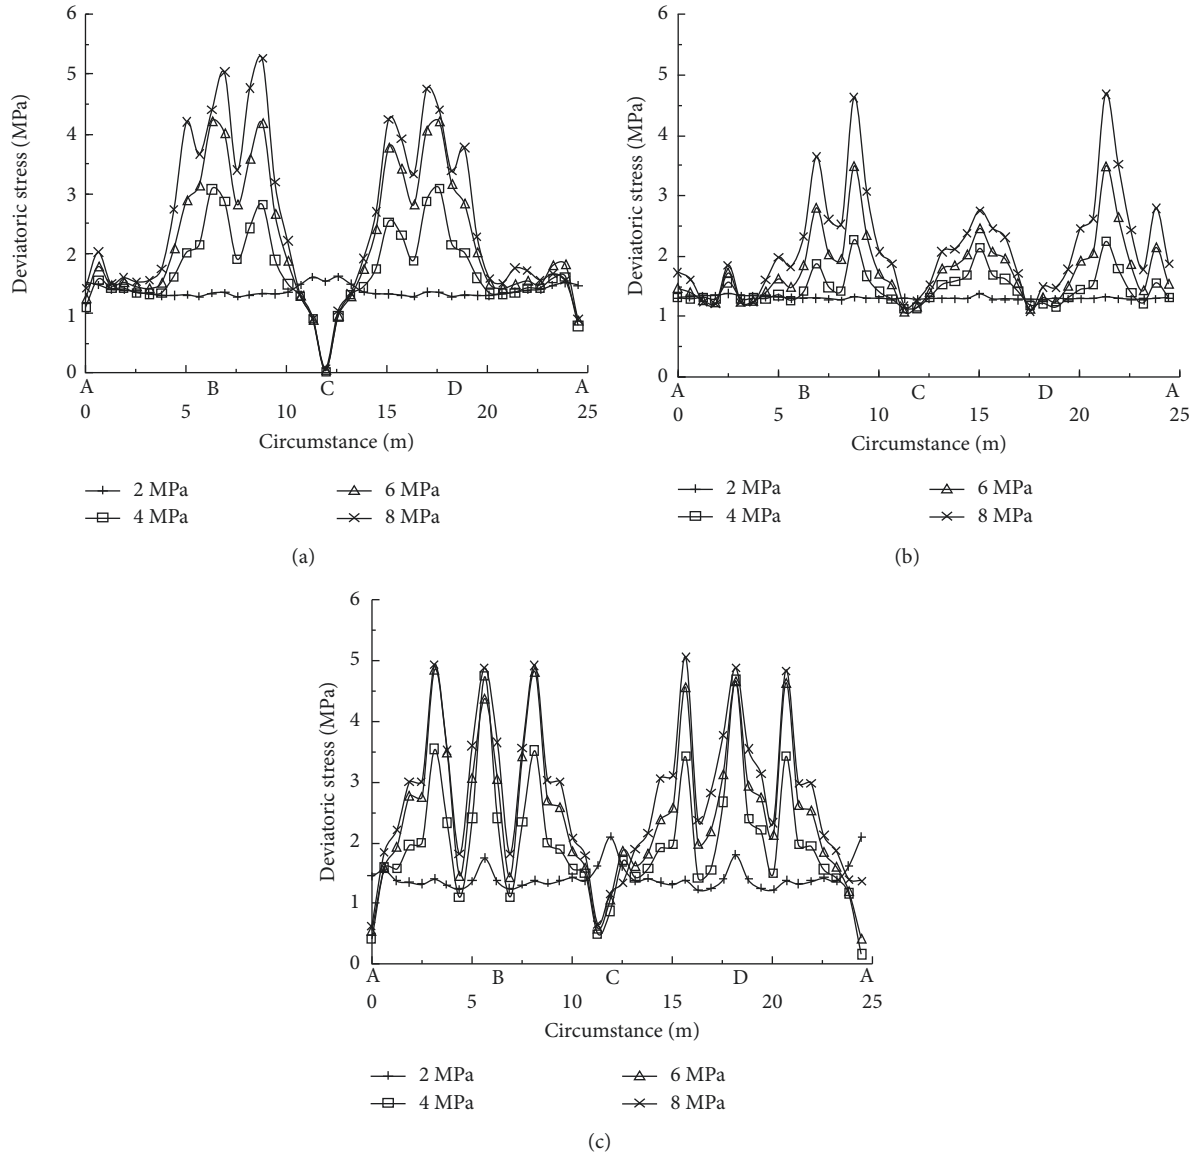 6
5
4
3
2
1
0
Deviatoric stress (MPa)
A B C D A
0 5 10 15 20 25
Circumstance (m)
2 MPa 6 MPa
4 MPa 8 MPa
(a)
6
5
4
3
2
1
0
Deviatoric stress (MPa)
A B C D A
0 5 10 15 20 25
Circumstance (m)
2 MPa 6 MPa
4 MPa 8 MPa
(b)
6
5
4
3
2
1
0
Deviatoric stress (MPa)
A B C D A
0 5 10 15 20 25
Circumstance (m)
2 MPa 6 MPa
4 MPa 8 MPa
(c)